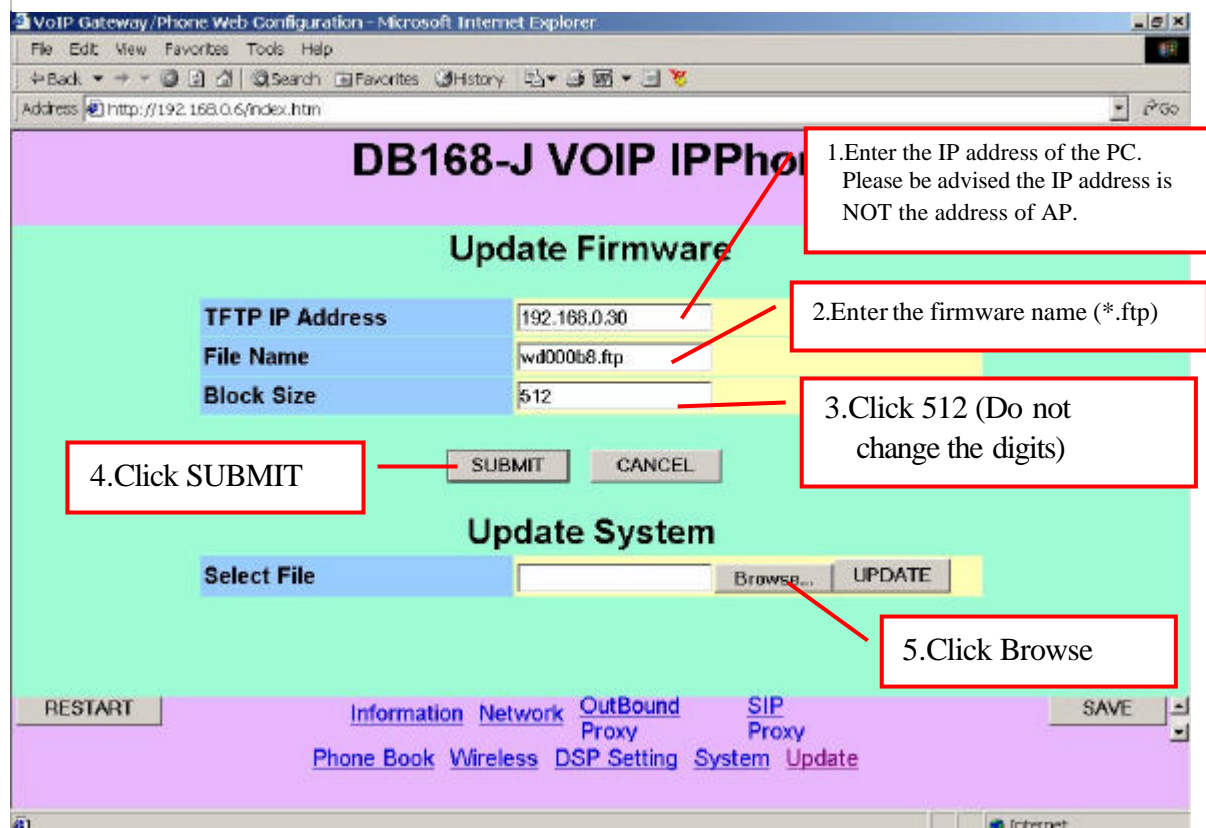 VoIP Gateway/Phone Web Configuration - Microsoft Internet Explorer
File Edit View Favorites Tools Help
Back Search Favorites History
Address http://192.168.0.6/index.htm Go
DB168-J VOIP IPPhon
1.Enter the IP address of the PC.
Please be advised the IP address is
NOT the address of AP.
Update Firmware
TFTP IP Address 192.168.0.30
2.Enter the firmware name (*.ftp)
File Name wd000b8.ftp
Block Size 512
3.Click 512 (Do not
change the digits)
4.Click SUBMIT
SUBMIT CANCEL
Update System
Select File Browse... UPDATE
5.Click Browse
RESTART Information Network OutBound Proxy SIP Proxy SAVE
Phone Book Wireless DSP Setting System Update
Internet